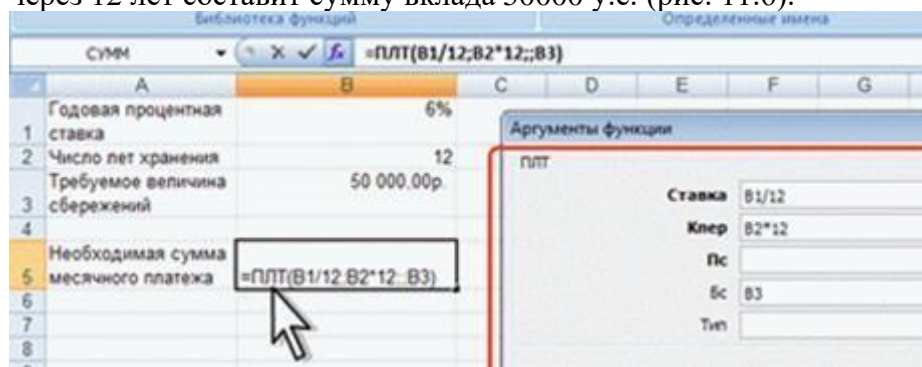 через 12 лет составит сумму вклада 50000 у.е. (рис. 11.6).
Библиотека функций Определенные имена
СУММ =ПЛТ(B1/12;B2*12;;B3)
A B C D E F G
1 Годовая процентная ставка 6%
Аргументы функции
2 Число лет хранения 12
ПЛТ
3 Требуемое величина сбережений 50 000,00р.
Ставка B1/12
4
Кпер B2*12
Пс
5 Необходимая сумма месячного платежа =ПЛТ(B1/12;B2*12;;B3)
Бс B3
6
7
Тип
8